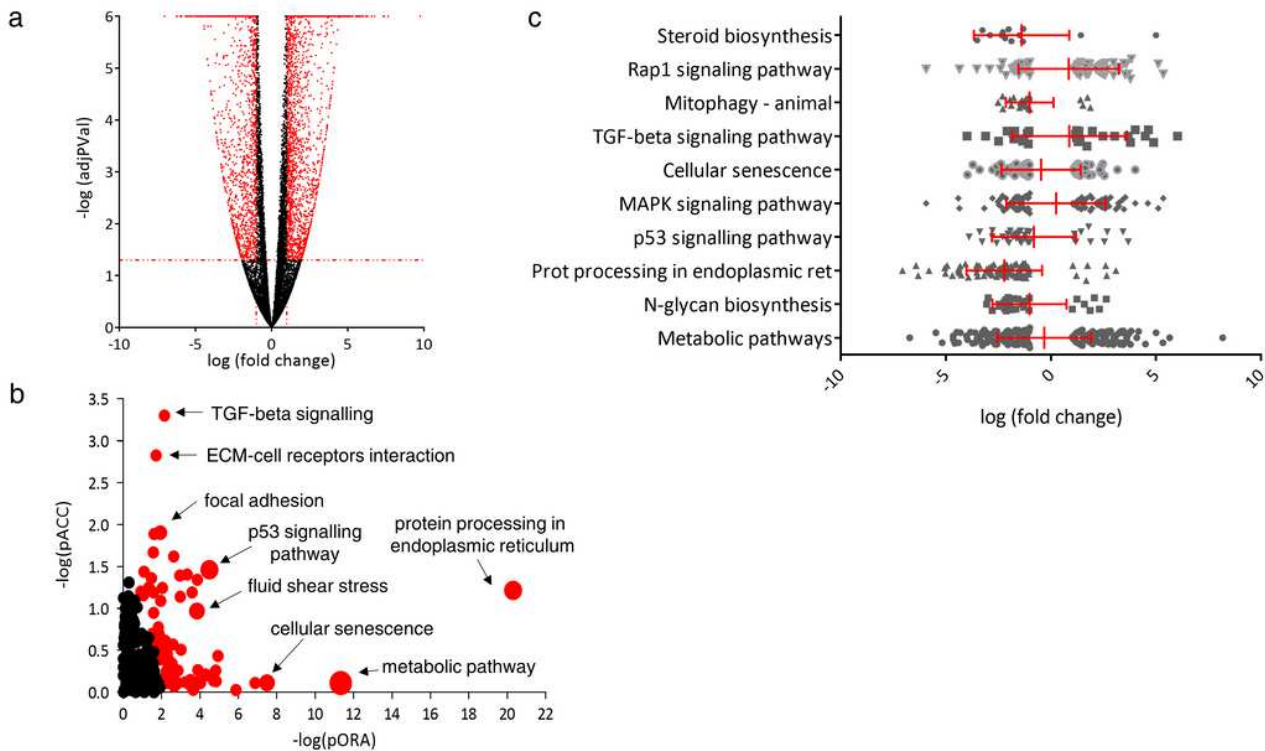 a
6
5
4
3
2
1
0
-log (adjPVal)
-10
-5
0
5
10
log (fold change)
b
3.5
3.0
2.5
2.0
1.5
1.0
0.5
0.0
-log(pACC)
TGF-beta signalling
ECM-cell receptors interaction
focal adhesion
p53 signalling
pathway
fluid shear stress
protein processing in
endoplasmic reticulum
cellular senescence
metabolic pathway
0 2 4 6 8 10 12 14 16 18 20 22
-log(pORA)
c
Steroid biosynthesis
Rap1 signaling pathway
Mitophagy - animal
TGF-beta signaling pathway
Cellular senescence
MAPK signaling pathway
p53 signalling pathway
Prot processing in endoplasmic ret
N-glycan biosynthesis
Metabolic pathways
-10
-5
0
5
10
log (fold change)